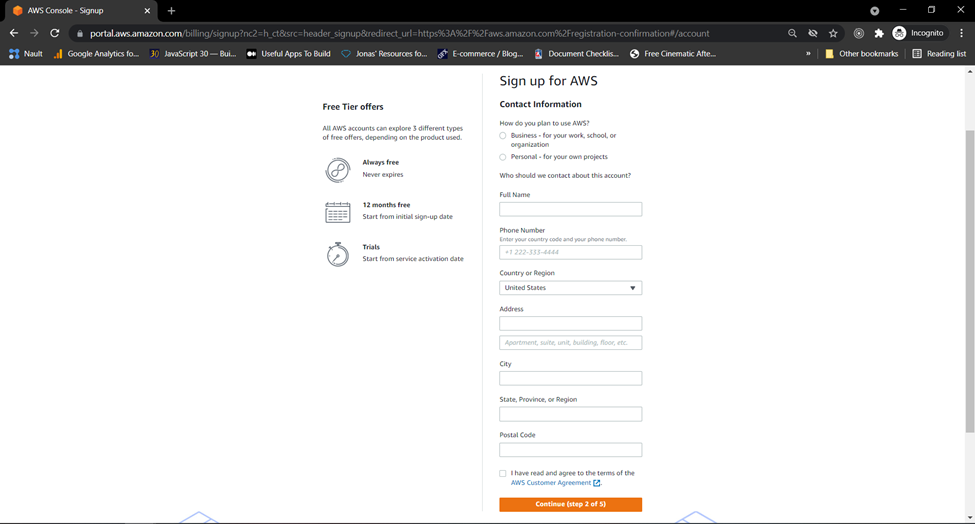 AWS Console - Signup
portal.aws.amazon.com/billing/signup?nc2=h_ct&src=header_signup&redirect_url=https%3A%2F%2Faws.amazon.com%2Fregistration-confirmation#/account
Incognito
Nault
Google Analytics fo...
30
JavaScript 30 — Bui...
Useful Apps To Build
Jonas' Resources fo...
E-commerce / Blog...
Document Checklis...
Free Cinematic Afte...
»
Other bookmarks
Reading list
Free Tier offers
All AWS accounts can explore 3 different types
of free offers, depending on the product used.
Always free
Never expires
12 months free
Start from initial sign-up date
Trials
Start from service activation date
Sign up for AWS
Contact Information
How do you plan to use AWS?
Business - for your work, school, or
organization
Personal - for your own projects
Who should we contact about this account?
Full Name
Phone Number
Enter your country code and your phone number.
+1 222-333-4444
Country or Region
United States
Address
Apartment, suite, unit, building, floor, etc.
City
State, Province, or Region
Postal Code
I have read and agree to the terms of the
AWS Customer Agreement.
Continue (step 2 of 5)